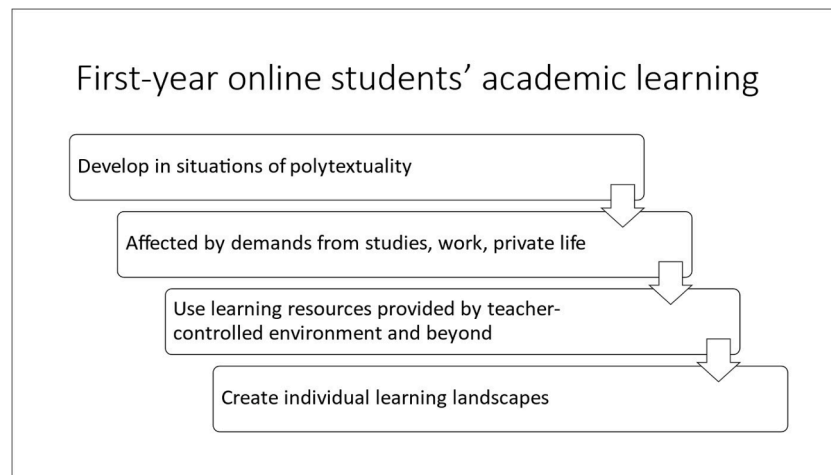 First-year online students’ academic learning
Develop in situations of polytextuality
Affected by demands from studies, work, private life
Use learning resources provided by teacher-
controlled environment and beyond
Create individual learning landscapes